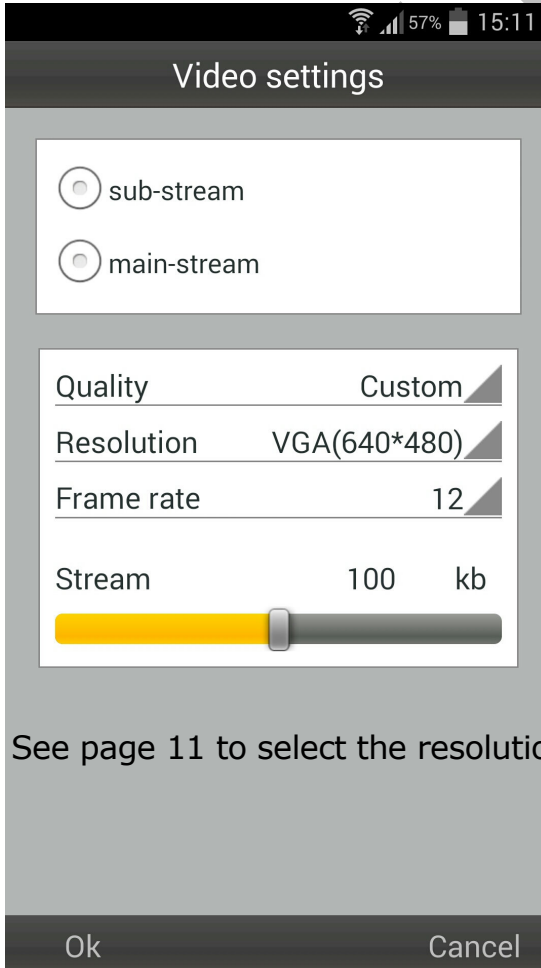 57% 15:11
Video settings
sub-stream
main-stream
Quality Custom
Resolution VGA(640*480)
Frame rate 12
Stream 100 kb
See page 11 to select the
Ok Cancel